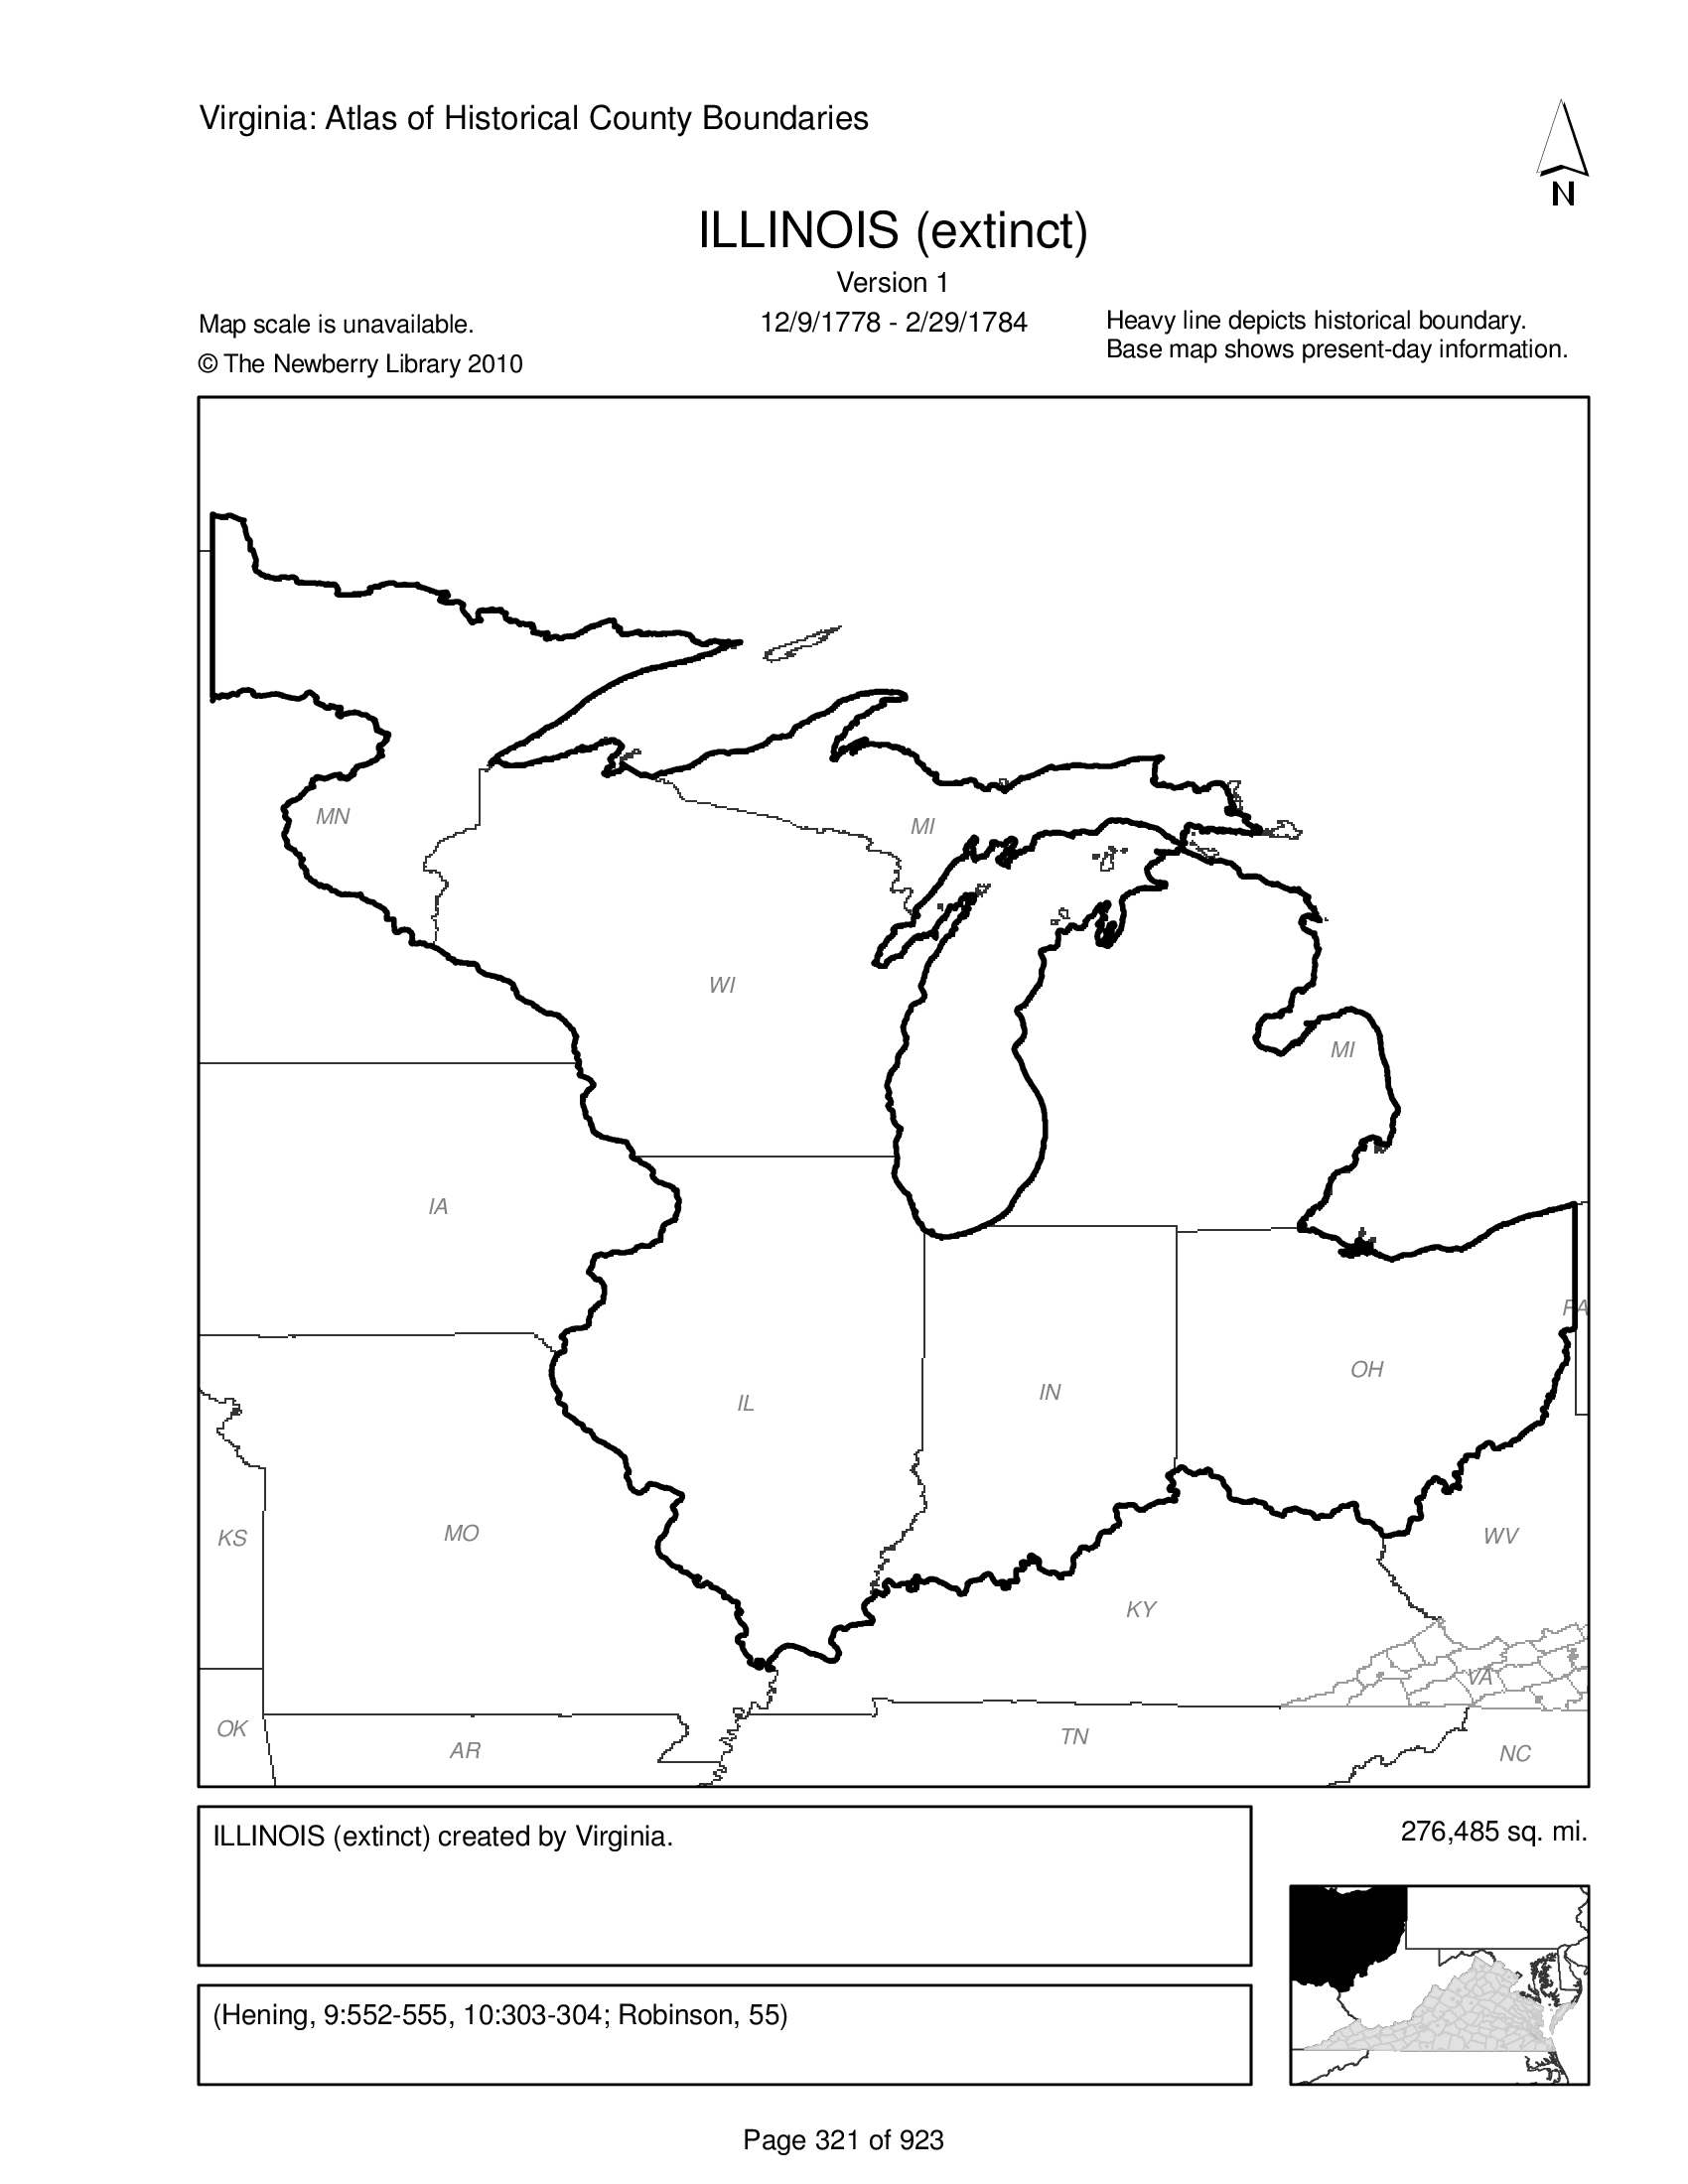 Virginia: Atlas of Historical County Boundaries
N
ILLINOIS (extinct)
Version 1
12/9/1778 - 2/29/1784
Map scale is unavailable.
© The Newberry Library 2010
Heavy line depicts historical boundary.
Base map shows present-day information.
MN
MI
WI
MI
IA
PA
OH
IN
IL
KS
MO
WV
KY
VA
OK
AR
TN
NC
ILLINOIS (extinct) created by Virginia.
276,485 sq. mi.
(Hening, 9:552-555, 10:303-304; Robinson, 55)
Page 321 of 923